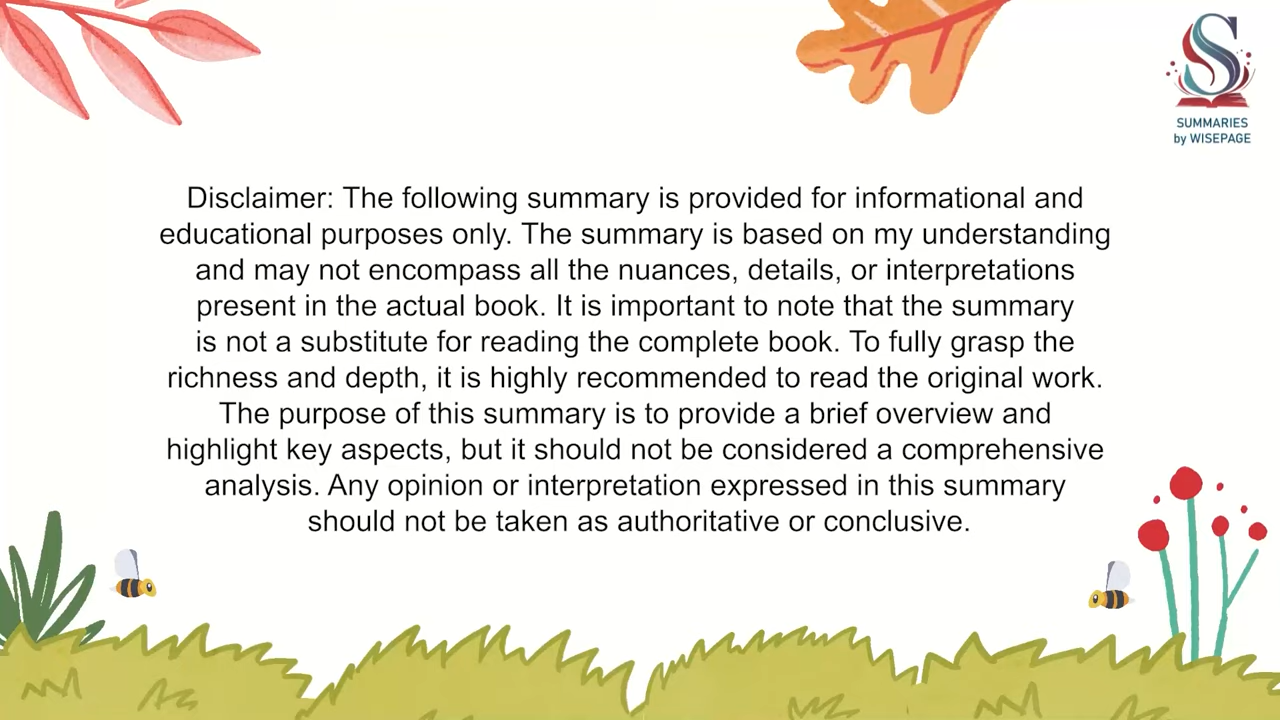 SUMMARIES
by WISEPAGE
Disclaimer: The following summary is provided for informational and
educational purposes only. The summary is based on my understanding
and may not encompass all the nuances, details, or interpretations
present in the actual book. It is important to note that the summary
is not a substitute for reading the complete book. To fully grasp the
richness and depth, it is highly recommended to read the original work.
The purpose of this summary is to provide a brief overview and
highlight key aspects, but it should not be considered a comprehensive
analysis. Any opinion or interpretation expressed in this summary
should not be taken as authoritative or conclusive.